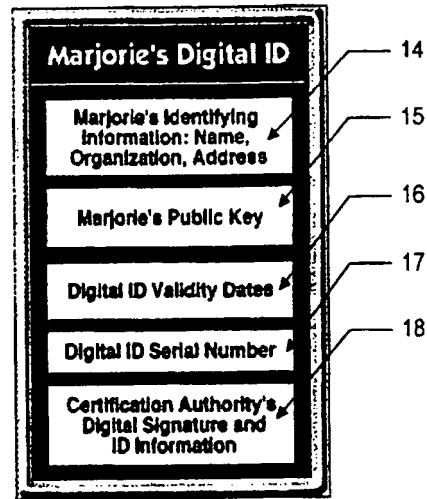 Marjorie's Digital ID
14
Marjorie's Identifying
Information: Name,
Organization, Address
15
Marjorie's Public Key
16
Digital ID Validity Dates
17
Digital ID Serial Number
18
Certification Authority's
Digital Signature and
ID Information